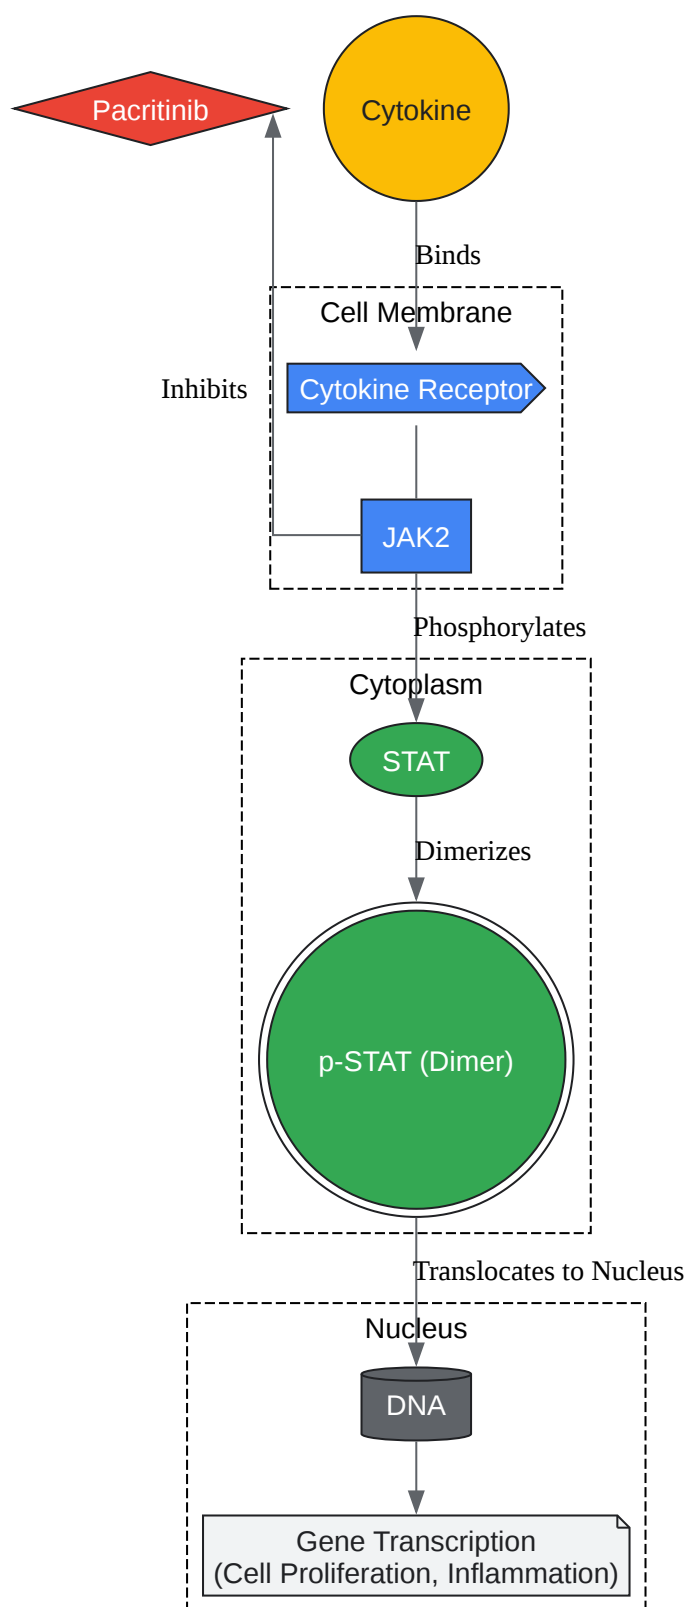 Pacritinib
Cytokine
Binds
Cell Membrane
Inhibits
Cytokine Receptor
JAK2
Phosphorylates
Cytoplasm
STAT
Dimerizes
p-STAT (Dimer)
Translocates to Nucleus
Nucleus
DNA
Gene Transcription
(Cell Proliferation, Inflammation)